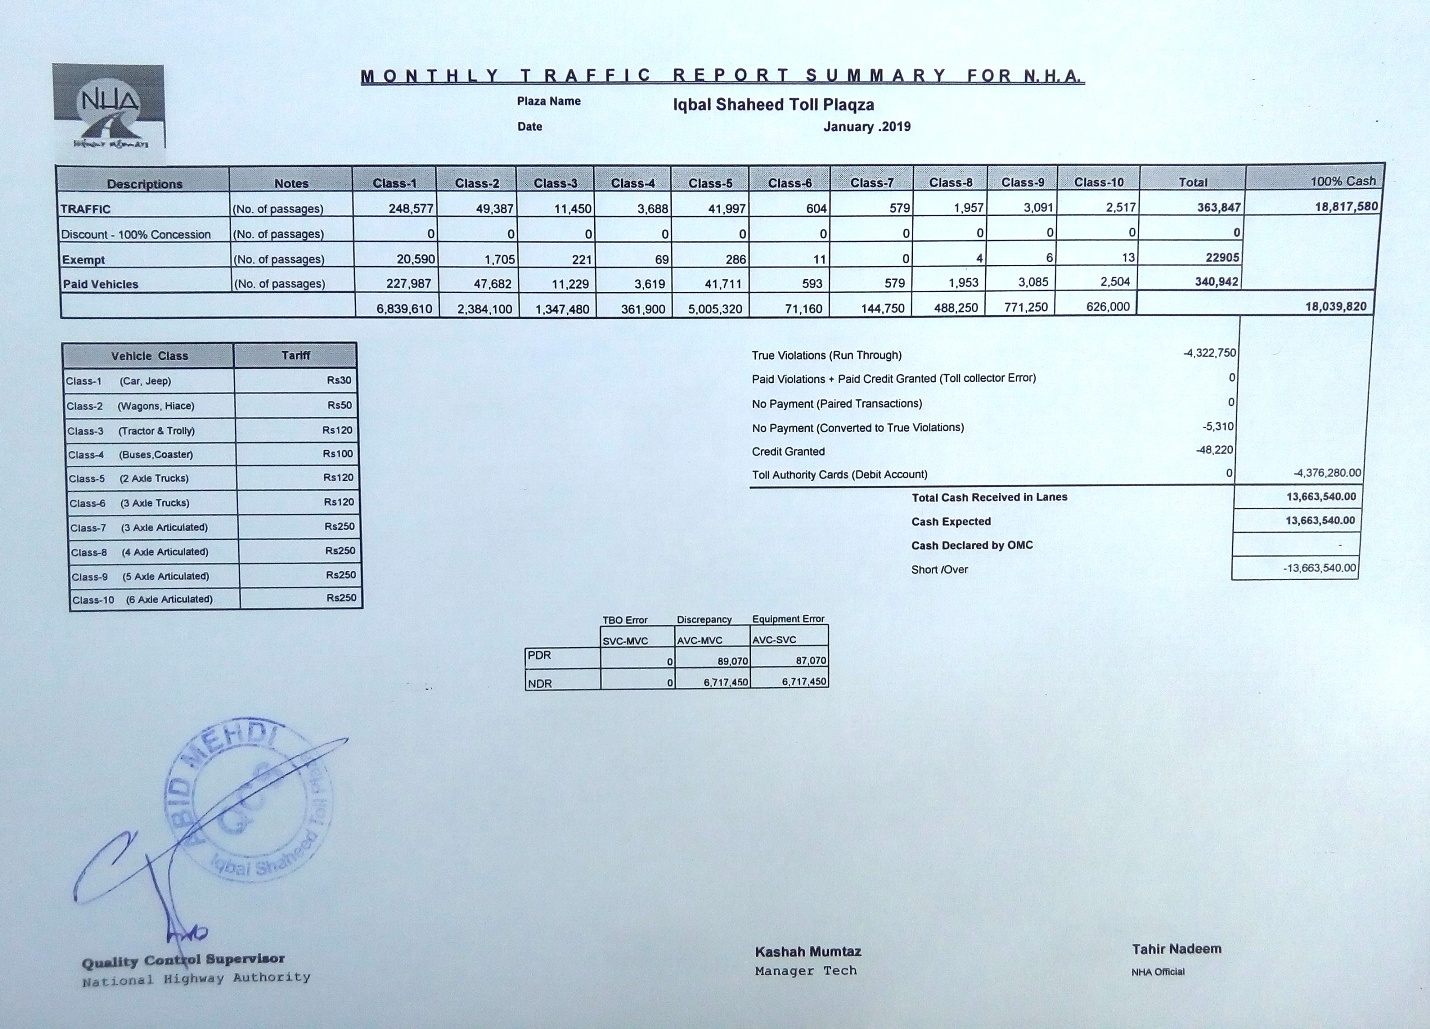 NHA
MONTHLY TRAFFIC REPORT SUMMARY FOR N.H.A.
Plaza Name Iqbal Shaheed Toll Plaqza
Date January .2019
Descriptions Notes Class-1 Class-2 Class-3 Class-4 Class-5 Class-6 Class-7 Class-8 Class-9 Class-10 Total 100% Cash
TRAFFIC (No. of passages) 248,577 49,387 11,450 3,688 41,997 604 579 1,957 3,091 2,517 363,847 18,817,580
Discount - 100% Concession (No. of passages) 0 0 0 0 0 0 0 0 0 0 0
Exempt (No. of passages) 20,590 1,705 221 69 286 11 0 4 6 13 22905
Paid Vehicles (No. of passages) 227,987 47,682 11,229 3,619 41,711 593 579 1,953 3,085 2,504 340,942
6,839,610 2,384,100 1,347,480 361,900 5,005,320 71,160 144,750 488,250 771,250 626,000 18,039,820
Vehicle Class Tariff
Class-1 (Car, Jeep) Rs30
Class-2 (Wagons, Hiace) Rs50
Class-3 (Tractor & Trolly) Rs120
Class-4 (Buses,Coaster) Rs100
Class-5 (2 Axle Trucks) Rs120
Class-6 (3 Axle Trucks) Rs120
Class-7 (3 Axle Articulated) Rs250
Class-8 (4 Axle Articulated) Rs250
Class-9 (5 Axle Articulated) Rs250
Class-10 (6 Axle Articulated) Rs250
True Violations (Run Through) -4,322,750
Paid Violations + Paid Credit Granted (Toll collector Error) 0
No Payment (Paired Transactions) 0
No Payment (Converted to True Violations) -5,310
Credit Granted -48,220
Toll Authority Cards (Debit Account) 0 -4,376,280.00
Total Cash Received in Lanes 13,663,540.00
Cash Expected 13,663,540.00
Cash Declared by OMC -
Short /Over -13,663,540.00
TBO Error Discrepancy Equipment Error
SVC-MVC AVC-MVC AVC-SVC
PDR 0 89,070 87,070
NDR 0 6,717,450 6,717,450
ABID MEHDI
QCS
Iqbal Shaheed Toll
Quality Control Supervisor
National Highway Authority
Kashah Mumtaz
Manager Tech
Tahir Nadeem
NHA Official